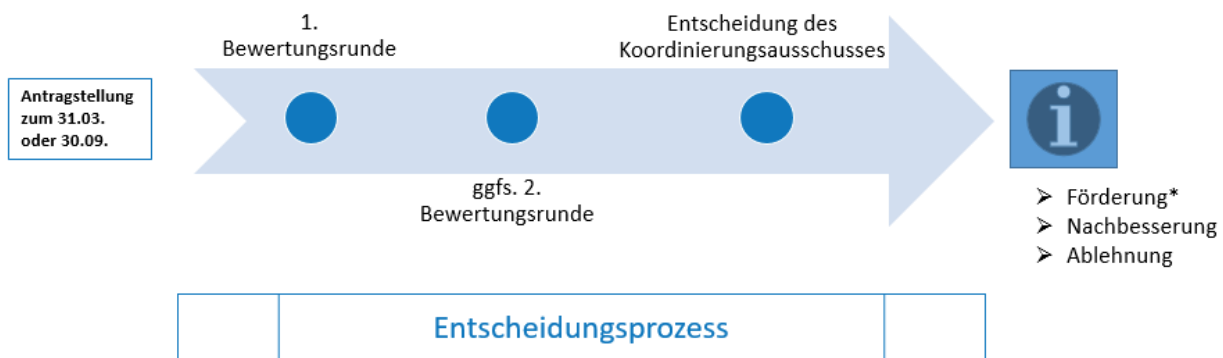 1.
Bewertungsrunde
Entscheidung des
Koordinierungsausschusses
Antragstellung
zum 31.03.
oder 30.09.
ggfs. 2.
Bewertungsrunde
i
➢ Förderung*
➢ Nachbesserung
➢ Ablehnung
Entscheidungsprozess